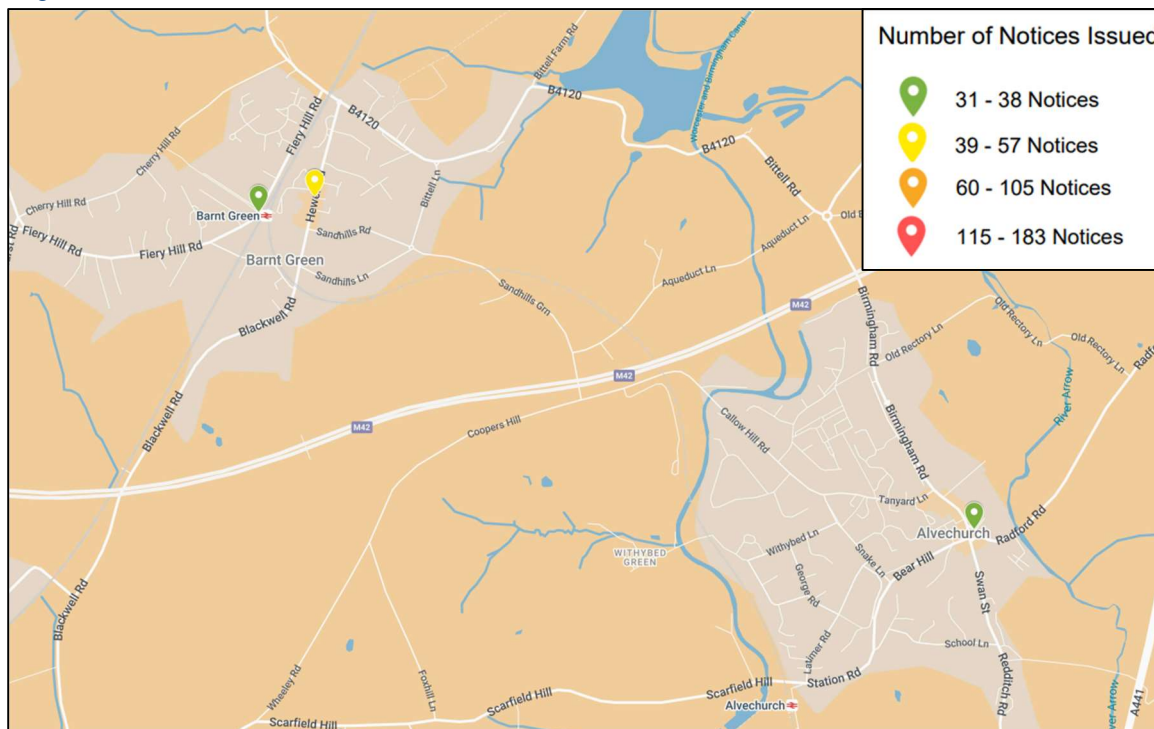 Number of Notices Issued
31 - 38 Notices
39 - 57 Notices
60 - 105 Notices
115 - 183 Notices
Bittell Farm Rd
B4120
Worcester and Birmingham Canal
Fiery Hill Rd
B4120
Cherry Hill Rd
B4120
Bittell Rd
Bittell Ln
Cherry Hill Rd
Barnt Green
Sandhills Rd
Fiery Hill Rd
Fiery Hill Rd
Barnt Green
Sandhills Ln
Aqueduct Ln
Aqueduct Ln
Sandhills Grn
Blackwell Rd
M42
Birmingham Rd
Old Rectory Ln
Old Rectory Ln
Old Rectory Ln
M42
River Arrow
Blackwell Rd
M42
Coopers Hill
Callow Hill Rd
Birmingham Rd
Tanyard Ln
Alvechurch
Radford Rd
WITHYBED
GREEN
Withybed Ln
Snake Ln
Bear Hill
George Rd
Swan St
Blackwell Rd
Latimer Rd
School Ln
Wheeley Rd
Foxhill Ln
Station Rd
Redditch Rd
Scarfield Hill
Scarfield Hill
Scarfield Hill
Alvechurch
River Arrow
A441